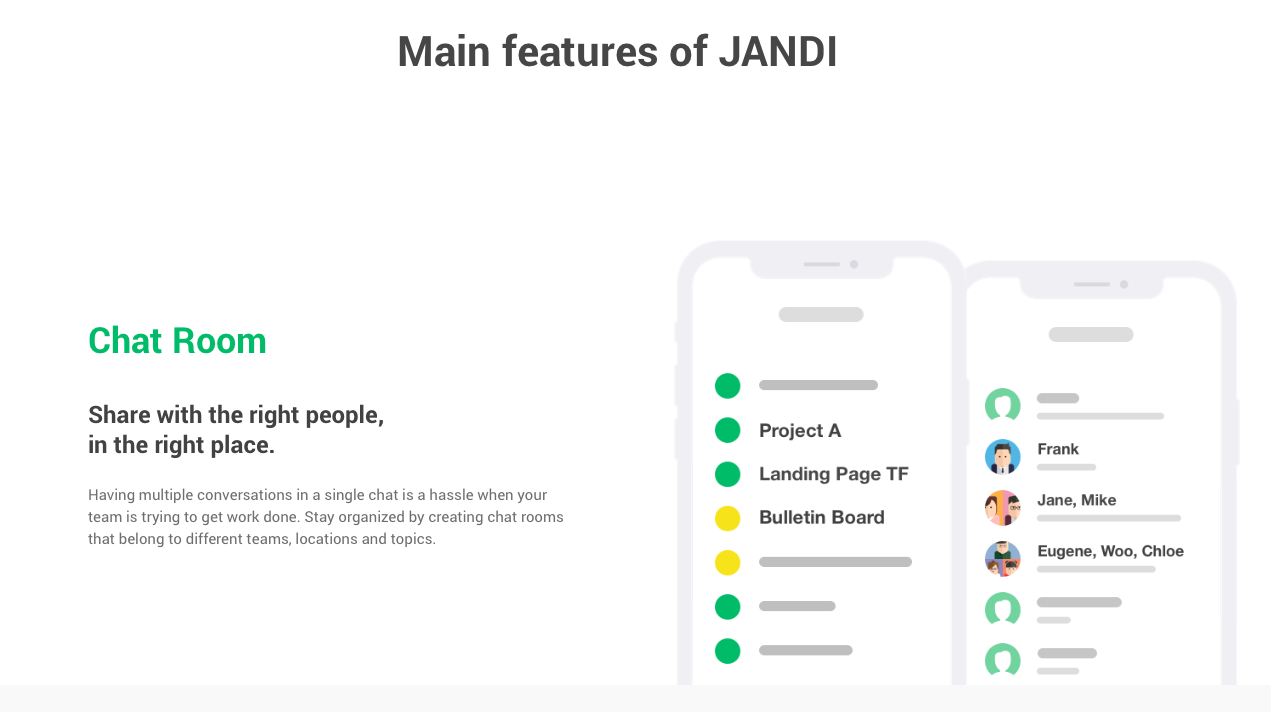 Main features of JANDI
Chat Room
Share with the right people,
in the right place.
Having multiple conversations in a single chat is a hassle when your
team is trying to get work done. Stay organized by creating chat rooms
that belong to different teams, locations and topics.
Project A
Landing Page TF
Bulletin Board
Frank
Jane, Mike
Eugene, Woo, Chloe